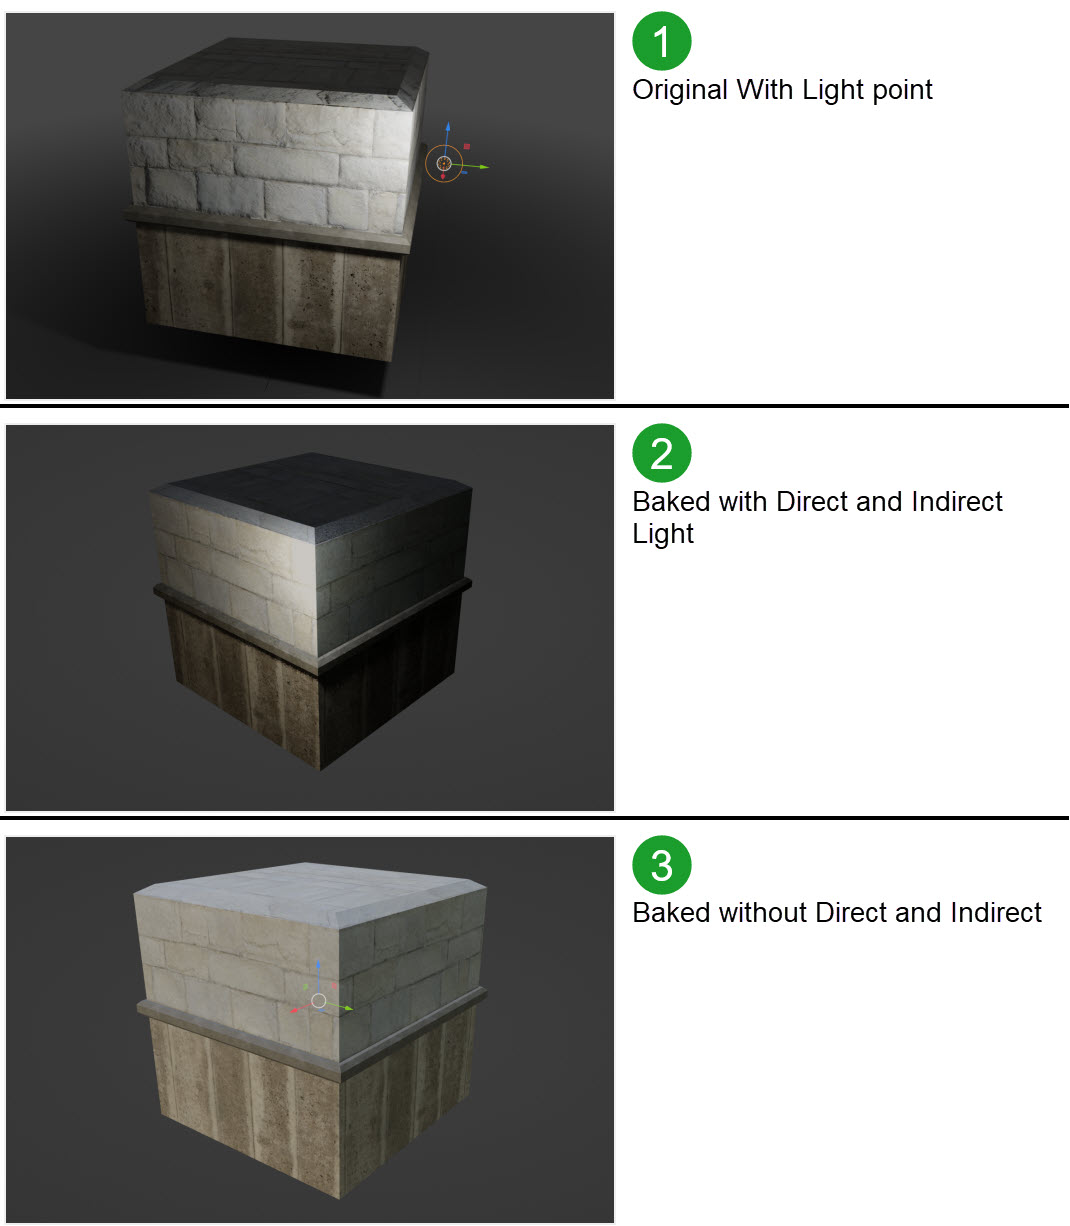 1
Original With Light point
2
Baked with Direct and Indirect
Light
3
Baked without Direct and Indirect